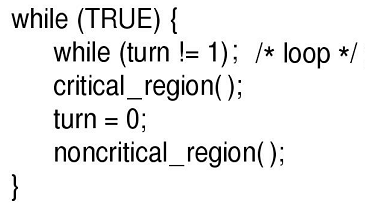 while (TRUE) {
    while (turn != 1);  /* loop */
    critical_region( );
    turn = 0;
    noncritical_region( );
}